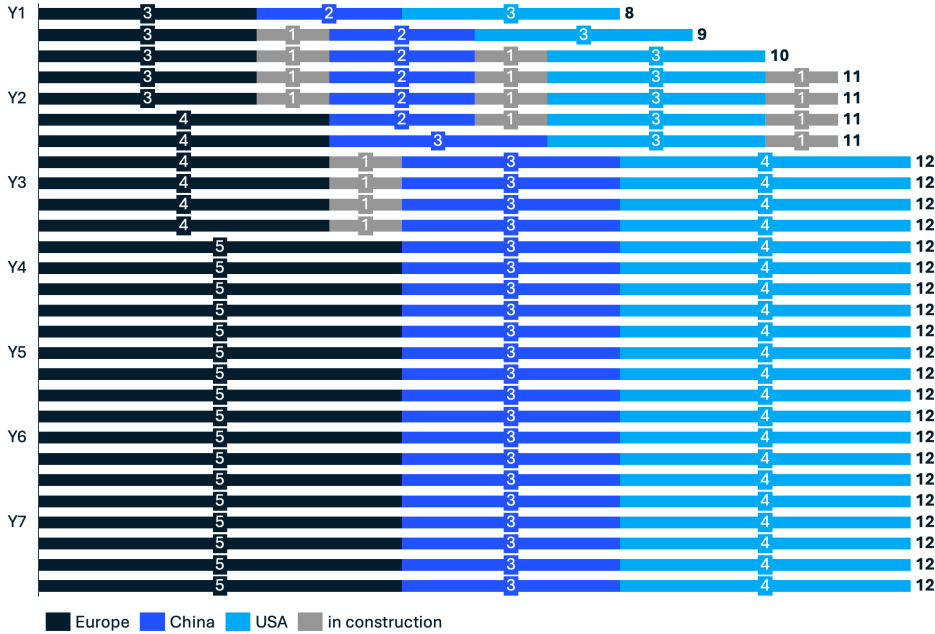 Y1 3 2 3 8
3 1 2 3 9
3 1 2 1 3 10
3 1 2 1 3 1 11
Y2 3 1 2 1 3 1 11
4 2 1 3 1 11
4 3 3 1 11
4 1 3 4 12
Y3 4 1 3 4 12
4 1 3 4 12
4 1 3 4 12
5 3 4 12
Y4 5 3 4 12
5 3 4 12
5 3 4 12
5 3 4 12
Y5 5 3 4 12
5 3 4 12
5 3 4 12
5 3 4 12
Y6 5 3 4 12
5 3 4 12
5 3 4 12
5 3 4 12
Y7 5 3 4 12
5 3 4 12
5 3 4 12
5 3 4 12
Europe China USA in construction